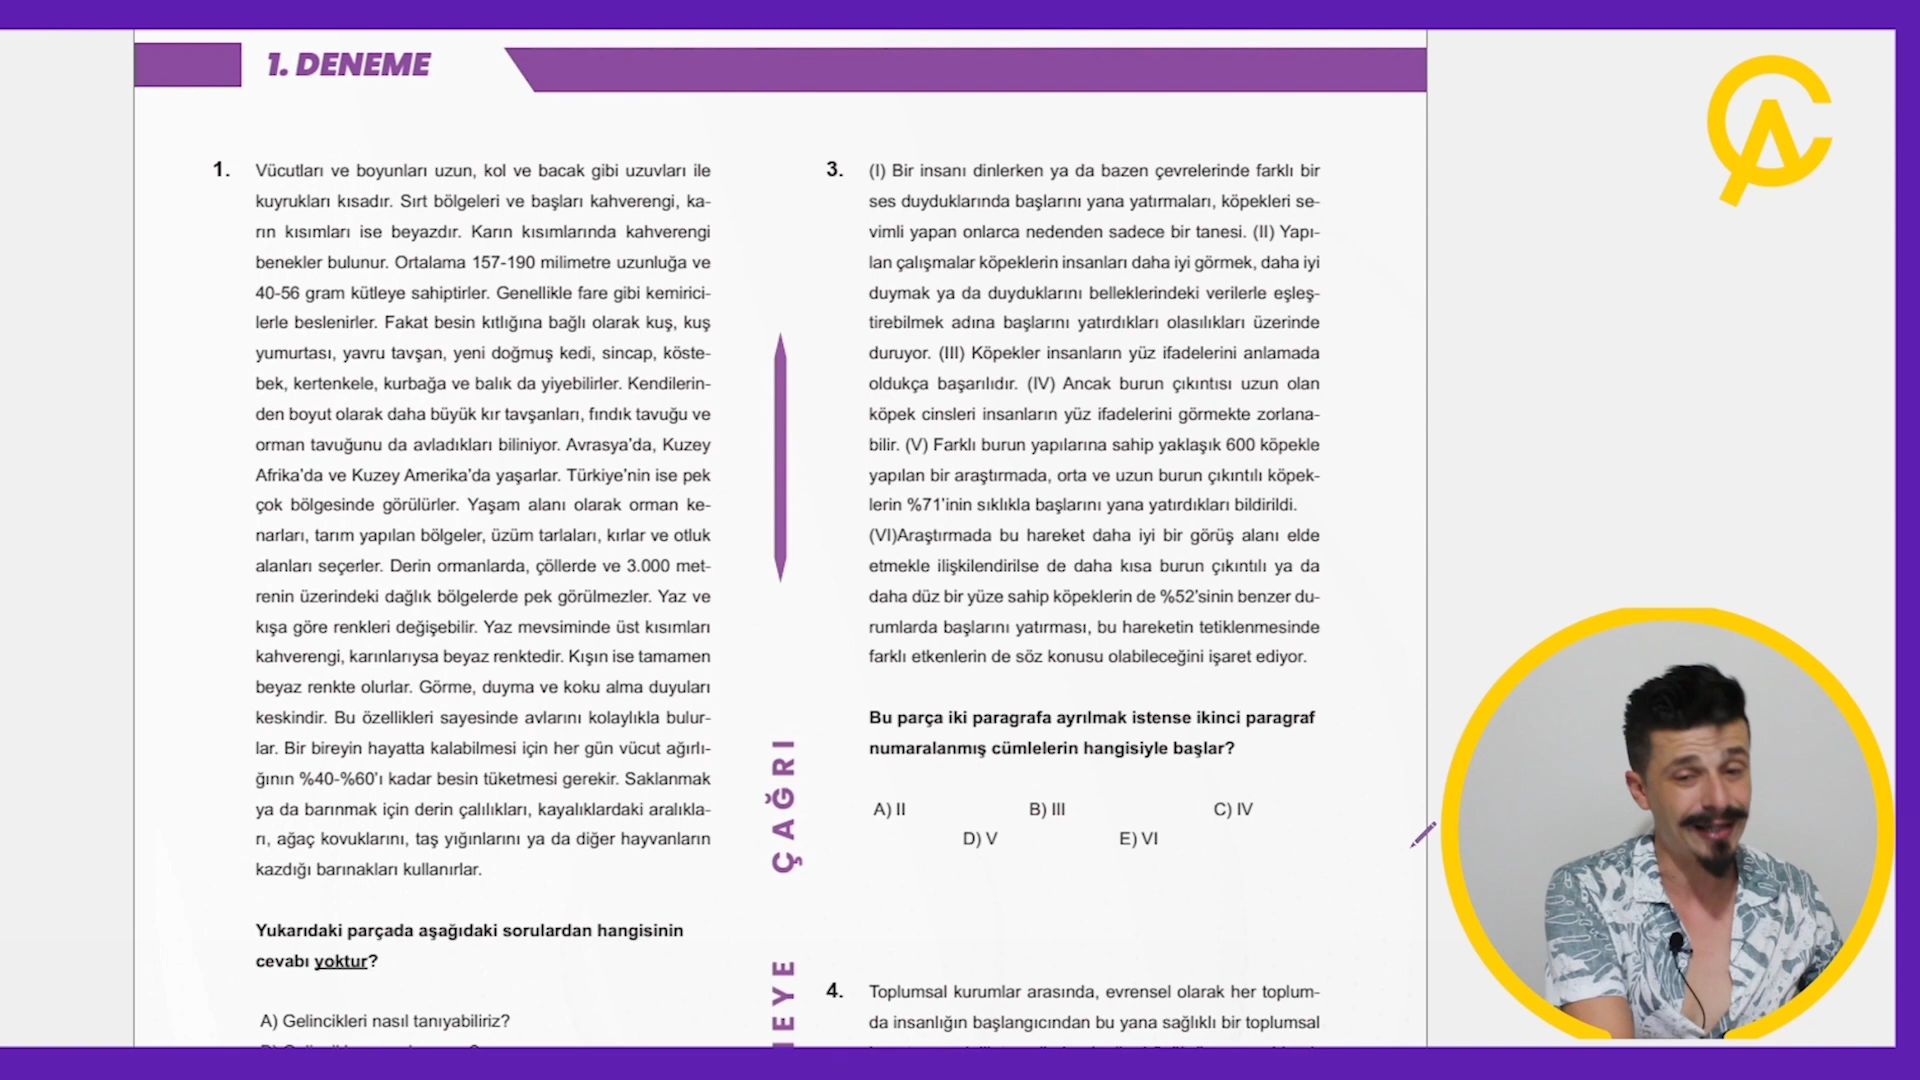 1. DENEME
1. Vücutları ve boyunları uzun, kol ve bacak gibi uzuvları ile
kuyrukları kısadır. Sırt bölgeleri ve başları kahverengi, ka-
rın kısımları ise beyazdır. Karın kısımlarında kahverengi
benekler bulunur. Ortalama 157-190 milimetre uzunluğa ve
40-56 gram kütleye sahiptirler. Genellikle fare gibi kemirici-
lerle beslenirler. Fakat besin kıtlığına bağlı olarak kuş, kuş
yumurtası, yavru tavşan, yeni doğmuş kedi, sincap, köste-
bek, kertenkele, kurbağa ve balık da yiyebilirler. Kendilerin-
den boyut olarak daha büyük kır tavşanları, fındık tavuğu ve
orman tavuğunu da avladıkları biliniyor. Avrasya'da, Kuzey
Afrika'da ve Kuzey Amerika'da yaşarlar. Türkiye'nin ise pek
çok bölgesinde görülürler. Yaşam alanı olarak orman ke-
narları, tarım yapılan bölgeler, üzüm tarlaları, kırlar ve otluk
alanları seçerler. Derin ormanlarda, çöllerde ve 3.000 met-
renin üzerindeki dağlık bölgelerde pek görülmezler. Yaz ve
kışa göre renkleri değişebilir. Yaz mevsiminde üst kısımları
kahverengi, karınlarıysa beyaz renktedir. Kışın ise tamamen
beyaz renkte olurlar. Görme, duyma ve koku alma duyuları
keskindir. Bu özellikleri sayesinde avlarını kolaylıkla bulur-
lar. Bir bireyin hayatta kalabilmesi için her gün vücut ağırlı-
ğının %40-%60'ı kadar besin tüketmesi gerekir. Saklanmak
ya da barınmak için derin çalılıkları, kayalıklardaki aralıkla-
rı, ağaç kovuklarını, taş yığınlarını ya da diğer hayvanların
kazdığı barınakları kullanırlar.
Yukarıdaki parçada aşağıdaki sorulardan hangisinin
cevabı yoktur?
A) Gelincikleri nasıl tanıyabiliriz?
ÇAĞRI
EYE
3. (I) Bir insanı dinlerken ya da bazen çevrelerinde farklı bir
ses duyduklarında başlarını yana yatırmaları, köpekleri se-
vimli yapan onlarca nedenden sadece bir tanesi. (II) Yapı-
lan çalışmalar köpeklerin insanları daha iyi görmek, daha iyi
duymak ya da duyduklarını belleklerindeki verilerle eşleş-
tirebilmek adına başlarını yatırdıkları olasılıkları üzerinde
duruyor. (III) Köpekler insanların yüz ifadelerini anlamada
oldukça başarılıdır. (IV) Ancak burun çıkıntısı uzun olan
köpek cinsleri insanların yüz ifadelerini görmekte zorlana-
bilir. (V) Farklı burun yapılarına sahip yaklaşık 600 köpekle
yapılan bir araştırmada, orta ve uzun burun çıkıntılı köpek-
lerin %71'inin sıklıkla başlarını yana yatırdıkları bildirildi.
(VI)Araştırmada bu hareket daha iyi bir görüş alanı elde
etmekle ilişkilendirilse de daha kısa burun çıkıntılı ya da
daha düz bir yüze sahip köpeklerin de %52'sinin benzer du-
rumlarda başlarını yatırması, bu hareketin tetiklenmesinde
farklı etkenlerin de söz konusu olabileceğini işaret ediyor.
Bu parça iki paragrafa ayrılmak istense ikinci paragraf
numaralanmış cümlelerin hangisiyle başlar?
A) II B) III C) IV
D) V E) VI
4. Toplumsal kurumlar arasında, evrensel olarak her toplum-
da insanlığın başlangıcından bu yana sağlıklı bir toplumsal